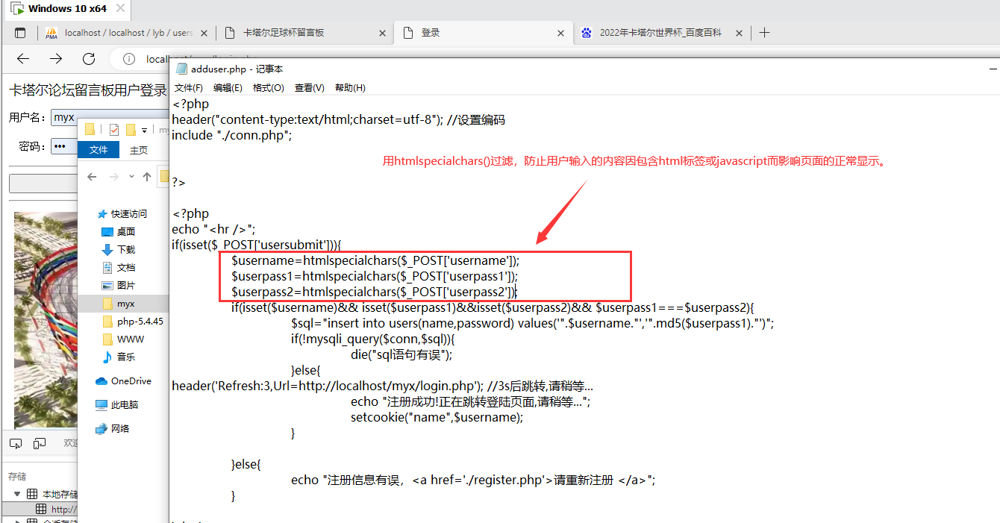 Windows 10 x64
localhost / localhost / lyb / users
卡塔尔足球杯留言板
登录
2022年卡塔尔世界杯_百度百科
adduser.php - 记事本
文件(F) 编辑(E) 格式(O) 查看(V) 帮助(H)
卡塔尔论坛留言板用户登录
用户名： myx
密码： •••
文件 主页
快速访问
桌面
下载
文档
图片
myx
php-5.4.45
WWW
音乐
OneDrive
此电脑
网络
存储
本地存储
http://
<?php
header("content-type:text/html;charset=utf-8"); //设置编码
include "./conn.php";
用htmlspecialchars()过滤，防止用户输入的内容因包含html标签或javascript而影响页面的正常显示。
?>
<?php
echo "<hr />";
if(isset($_POST['usersubmit'])){
$username=htmlspecialchars($_POST['username']);
$userpass1=htmlspecialchars($_POST['userpass1']);
$userpass2=htmlspecialchars($_POST['userpass2']);
if(isset($username)&& isset($userpass1)&&isset($userpass2)&& $userpass1===$userpass2){
$sql="insert into users(name,password) values('".$username."','".md5($userpass1)."')";
if(!mysqli_query($conn,$sql)){
die("sql语句有误");
}else{
header('Refresh:3,Url=http://localhost/myx/login.php'); //3s后跳转,请稍等...
echo "注册成功!正在跳转登陆页面,请稍等...";
setcookie("name",$username);
}
}else{
echo "注册信息有误，<a href='./register.php'>请重新注册 </a>";
}